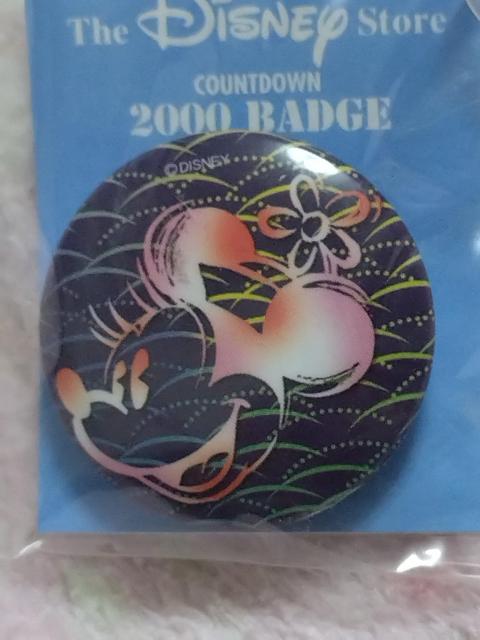 The Disney Store
COUNTDOWN
2000 BADGE
©DISNEY